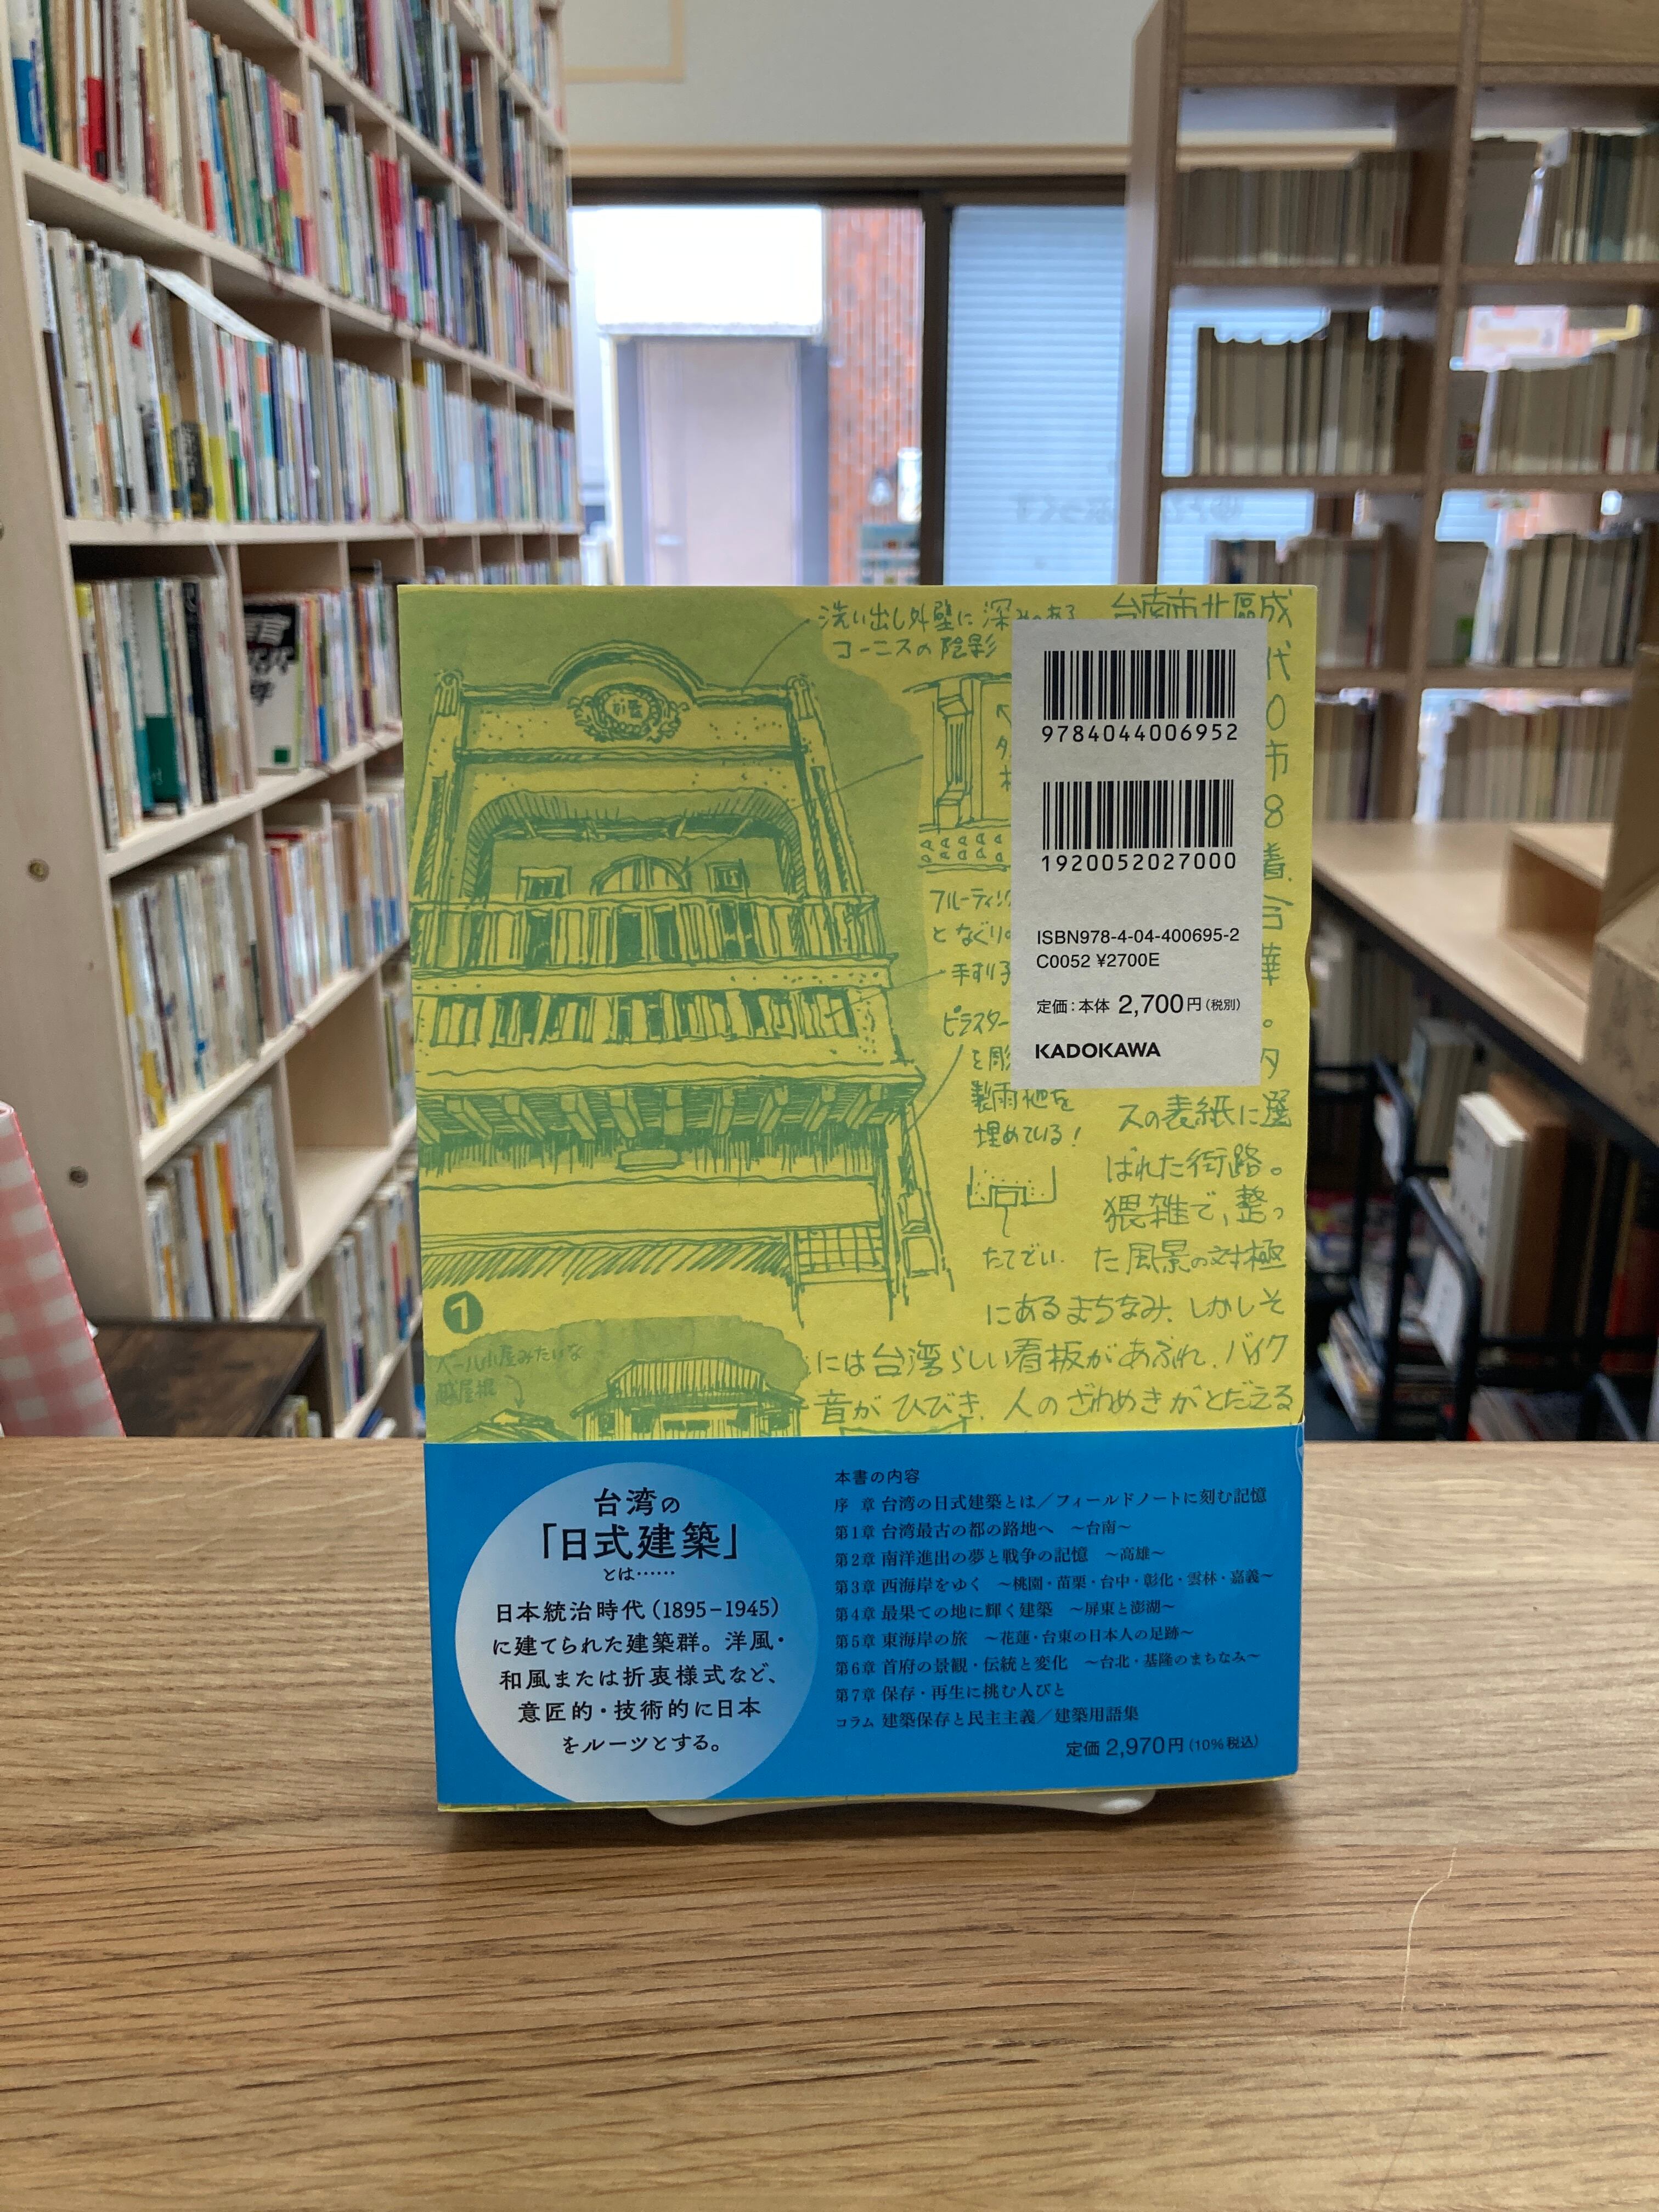 洗い出し外壁に深みのある
コーニスの陰影
フルーティング
となぐり
手すり子
ピラスター
を彫
製雨樋を
埋めている!
たてどい.
台南市北區成
代
0
市
8
着
合
華
。
タ
スの表紙に選
ばれた街路。
猥雑で、整っ
た風景の対極
にあるまちなみ.しかしそ
には台湾らしい看板があふれ、バイク
音がひびき、人のざわめきがとだえる
1
9784044006952
1920052027000
ISBN978-4-04-400695-2
C0052 ¥2700E
定価:本体 2,700円(税別)
KADOKAWA
台湾の
「日式建築」
とは……
日本統治時代(1895–1945)
に建てられた建築群。洋風・
和風または折衷様式など、
意匠的・技術的に日本
をルーツとする。
本書の内容
序 章 台湾の日式建築とは/フィールドノートに刻む記憶
第1章 台湾最古の都の路地へ ～台南～
第2章 南洋進出の夢と戦争の記憶 ～高雄～
第3章 西海岸をゆく ～桃園・苗栗・台中・彰化・雲林・嘉義～
第4章 最果ての地に輝く建築 ～屏東と澎湖～
第5章 東海岸の旅 ～花蓮・台東の日本人の足跡～
第6章 首府の景観・伝統と変化 ～台北・基隆のまちなみ～
第7章 保存・再生に挑む人びと
コラム 建築保存と民主主義/建築用語集
定価 2,970円(10%税込)